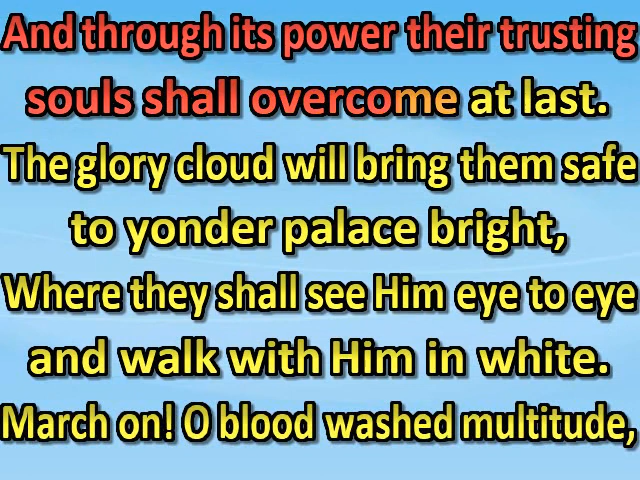 And through its power their trusting
souls shall overcome at last.
The glory cloud will bring them safe
to yonder palace bright,
Where they shall see Him eye to eye
and walk with Him in white.
March on! O blood washed multitude,